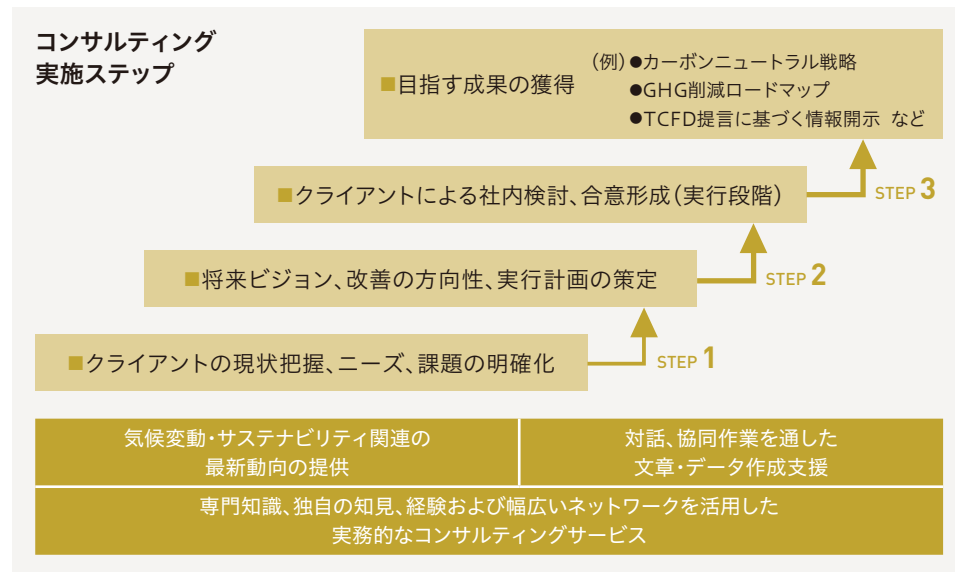 コンサルティング
実施ステップ
■目指す成果の獲得
（例）●カーボンニュートラル戦略
●GHG削減ロードマップ
●TCFD提言に基づく情報開示 など
STEP 3
■クライアントによる社内検討、合意形成（実行段階）
STEP 2
■将来ビジョン、改善の方向性、実行計画の策定
STEP 1
■クライアントの現状把握、ニーズ、課題の明確化
気候変動・サステナビリティ関連の
最新動向の提供
対話、協同作業を通した
文章・データ作成支援
専門知識、独自の知見、経験および幅広いネットワークを活用した
実務的なコンサルティングサービス